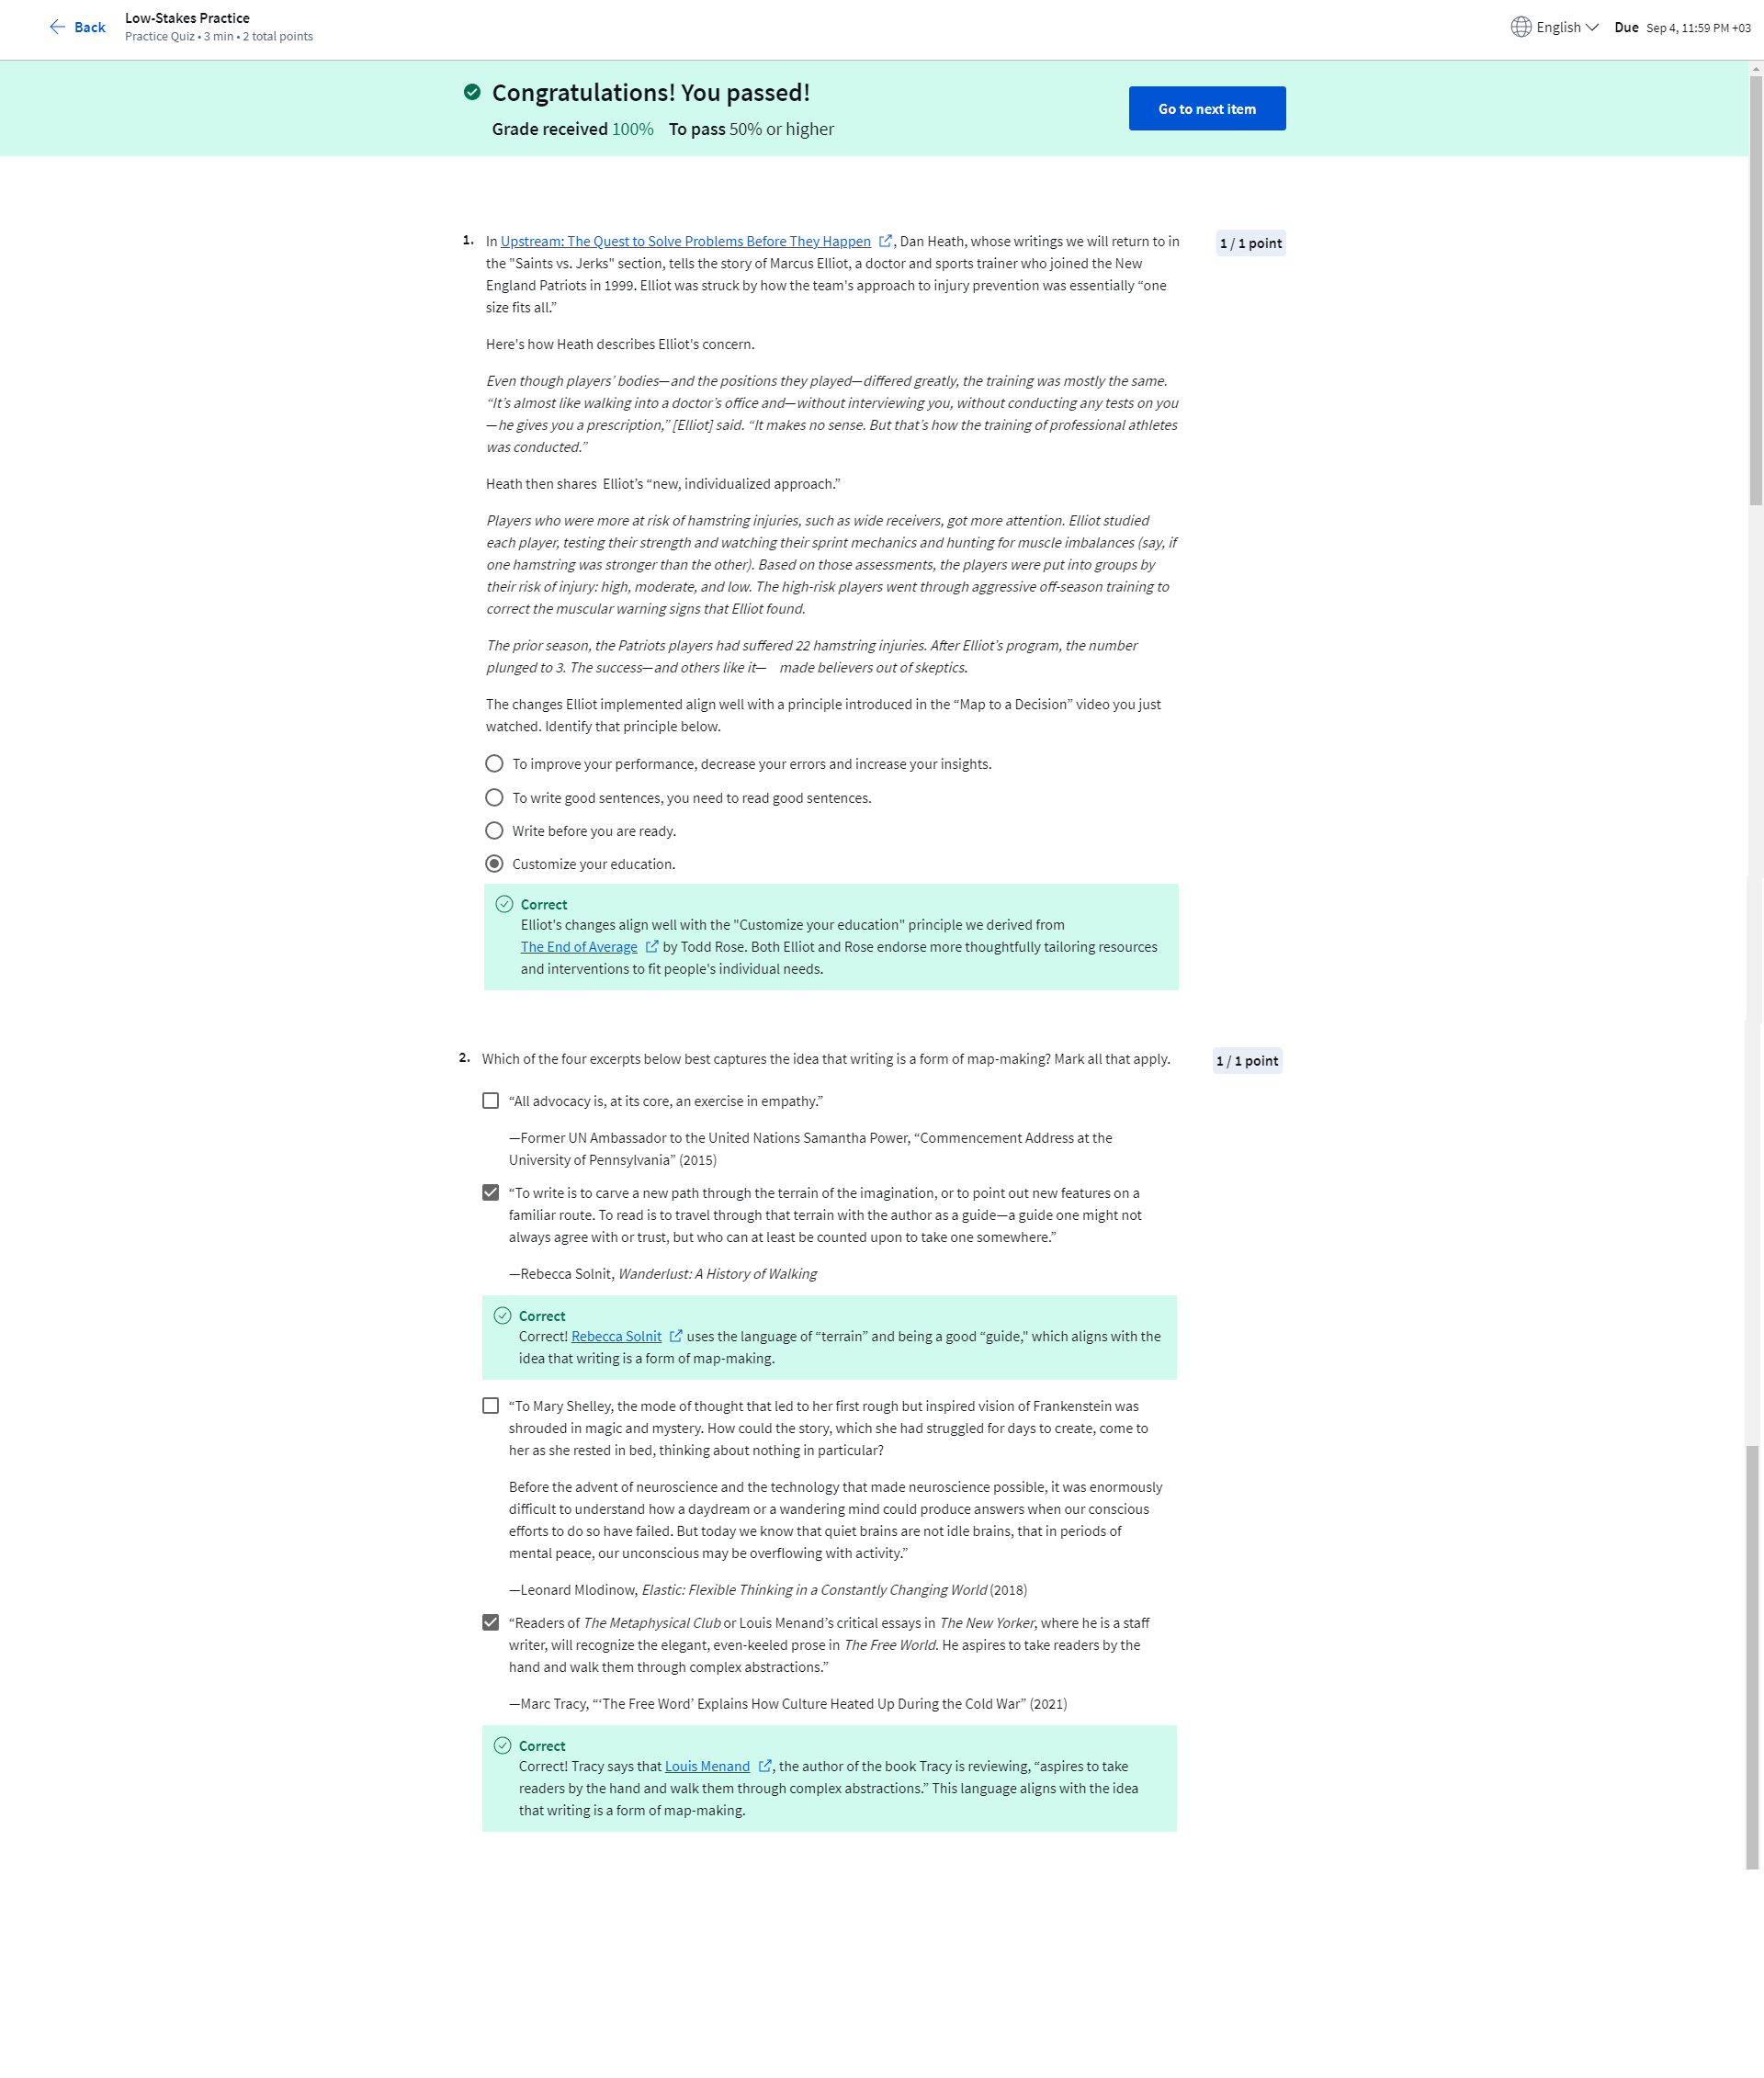 Back
Low-Stakes Practice
Practice Quiz • 3 min • 2 total points
English
Due Sep 4, 11:59 PM +03
Congratulations! You passed!
Grade received 100% To pass 50% or higher
Go to next item
1. In Upstream: The Quest to Solve Problems Before They Happen , Dan Heath, whose writings we will return to in
1 / 1 point
the "Saints vs. Jerks" section, tells the story of Marcus Elliot, a doctor and sports trainer who joined the New
England Patriots in 1999. Elliot was struck by how the team's approach to injury prevention was essentially “one
size fits all.”
Here's how Heath describes Elliot's concern.
Even though players’ bodies—and the positions they played—differed greatly, the training was mostly the same.
“It’s almost like walking into a doctor’s office and—without interviewing you, without conducting any tests on you
—he gives you a prescription,” [Elliot] said. “It makes no sense. But that’s how the training of professional athletes
was conducted.”
Heath then shares Elliot’s “new, individualized approach.”
Players who were more at risk of hamstring injuries, such as wide receivers, got more attention. Elliot studied
each player, testing their strength and watching their sprint mechanics and hunting for muscle imbalances (say, if
one hamstring was stronger than the other). Based on those assessments, the players were put into groups by
their risk of injury: high, moderate, and low. The high-risk players went through aggressive off-season training to
correct the muscular warning signs that Elliot found.
The prior season, the Patriots players had suffered 22 hamstring injuries. After Elliot’s program, the number
plunged to 3. The success—and others like it— made believers out of skeptics.
The changes Elliot implemented align well with a principle introduced in the “Map to a Decision” video you just
watched. Identify that principle below.
To improve your performance, decrease your errors and increase your insights.
To write good sentences, you need to read good sentences.
Write before you are ready.
Customize your education.
Correct
Elliot's changes align well with the "Customize your education" principle we derived from
The End of Average by Todd Rose. Both Elliot and Rose endorse more thoughtfully tailoring resources
and interventions to fit people's individual needs.
2. Which of the four excerpts below best captures the idea that writing is a form of map-making? Mark all that apply.
1 / 1 point
“All advocacy is, at its core, an exercise in empathy.”
—Former UN Ambassador to the United Nations Samantha Power, “Commencement Address at the
University of Pennsylvania” (2015)
“To write is to carve a new path through the terrain of the imagination, or to point out new features on a
familiar route. To read is to travel through that terrain with the author as a guide—a guide one might not
always agree with or trust, but who can at least be counted upon to take one somewhere.”
—Rebecca Solnit, Wanderlust: A History of Walking
Correct
Correct! Rebecca Solnit uses the language of “terrain” and being a good “guide," which aligns with the
idea that writing is a form of map-making.
“To Mary Shelley, the mode of thought that led to her first rough but inspired vision of Frankenstein was
shrouded in magic and mystery. How could the story, which she had struggled for days to create, come to
her as she rested in bed, thinking about nothing in particular?
Before the advent of neuroscience and the technology that made neuroscience possible, it was enormously
difficult to understand how a daydream or a wandering mind could produce answers when our conscious
efforts to do so have failed. But today we know that quiet brains are not idle brains, that in periods of
mental peace, our unconscious may be overflowing with activity.”
—Leonard Mlodinow, Elastic: Flexible Thinking in a Constantly Changing World (2018)
“Readers of The Metaphysical Club or Louis Menand’s critical essays in The New Yorker, where he is a staff
writer, will recognize the elegant, even-keeled prose in The Free World. He aspires to take readers by the
hand and walk them through complex abstractions.”
—Marc Tracy, “‘The Free Word’ Explains How Culture Heated Up During the Cold War” (2021)
Correct
Correct! Tracy says that Louis Menand , the author of the book Tracy is reviewing, “aspires to take
readers by the hand and walk them through complex abstractions.” This language aligns with the idea
that writing is a form of map-making.